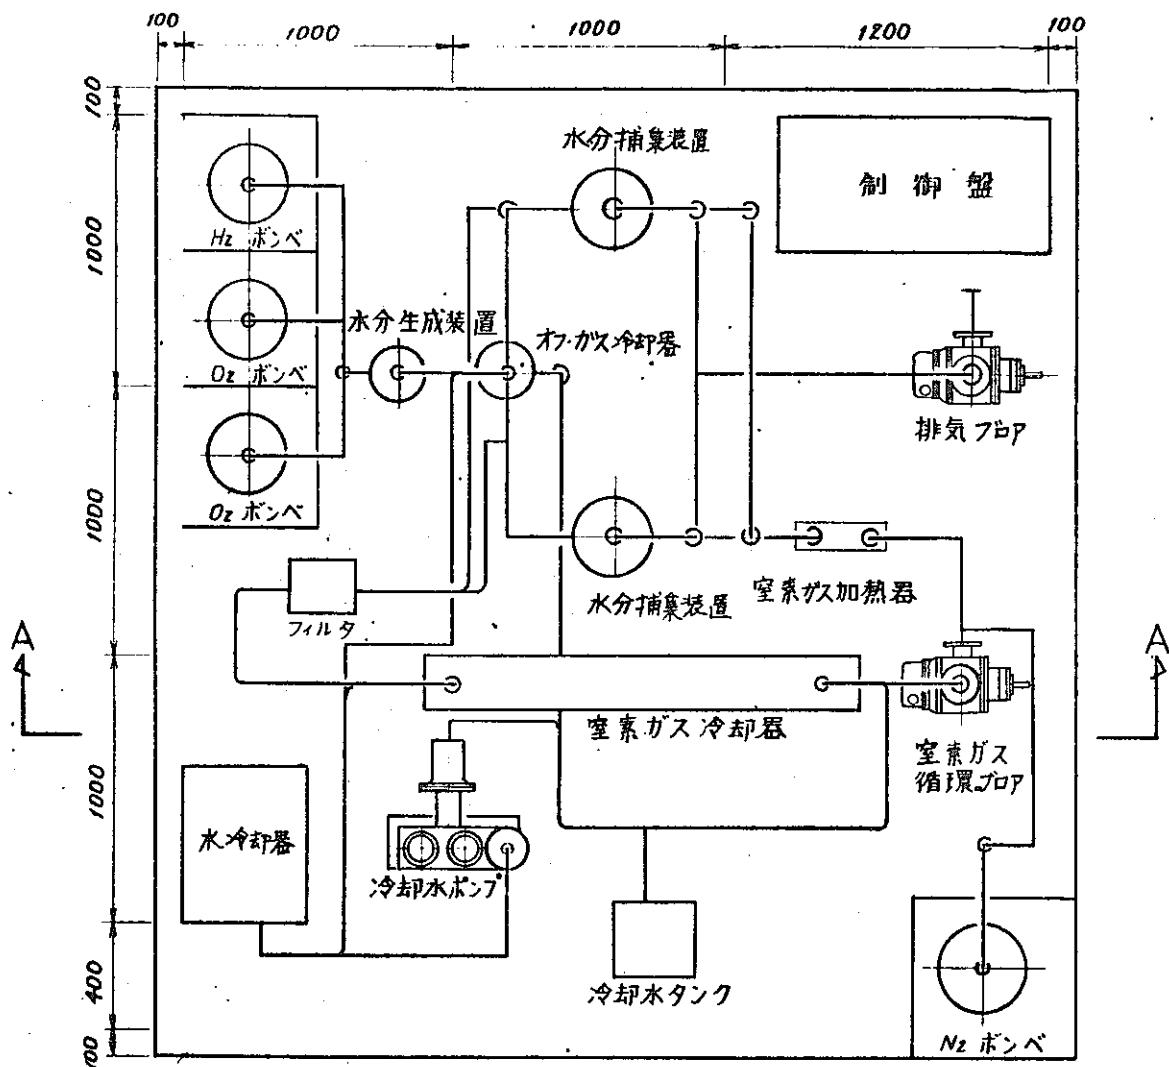 100
1000
1000
1200
100
100
1000
1000
1000
400
100
水分捕集装置
制御盤
H2 ボンベ
水分生成装置
オフ・ガス冷却器
O2 ボンベ
排気ブロア
O2 ボンベ
水分捕集装置
窒素ガス加熱器
フィルタ
A
A
窒素ガス冷却器
窒素ガス
循環ブロア
水冷却器
冷却水ポンプ
冷却水タンク
N2 ボンベ